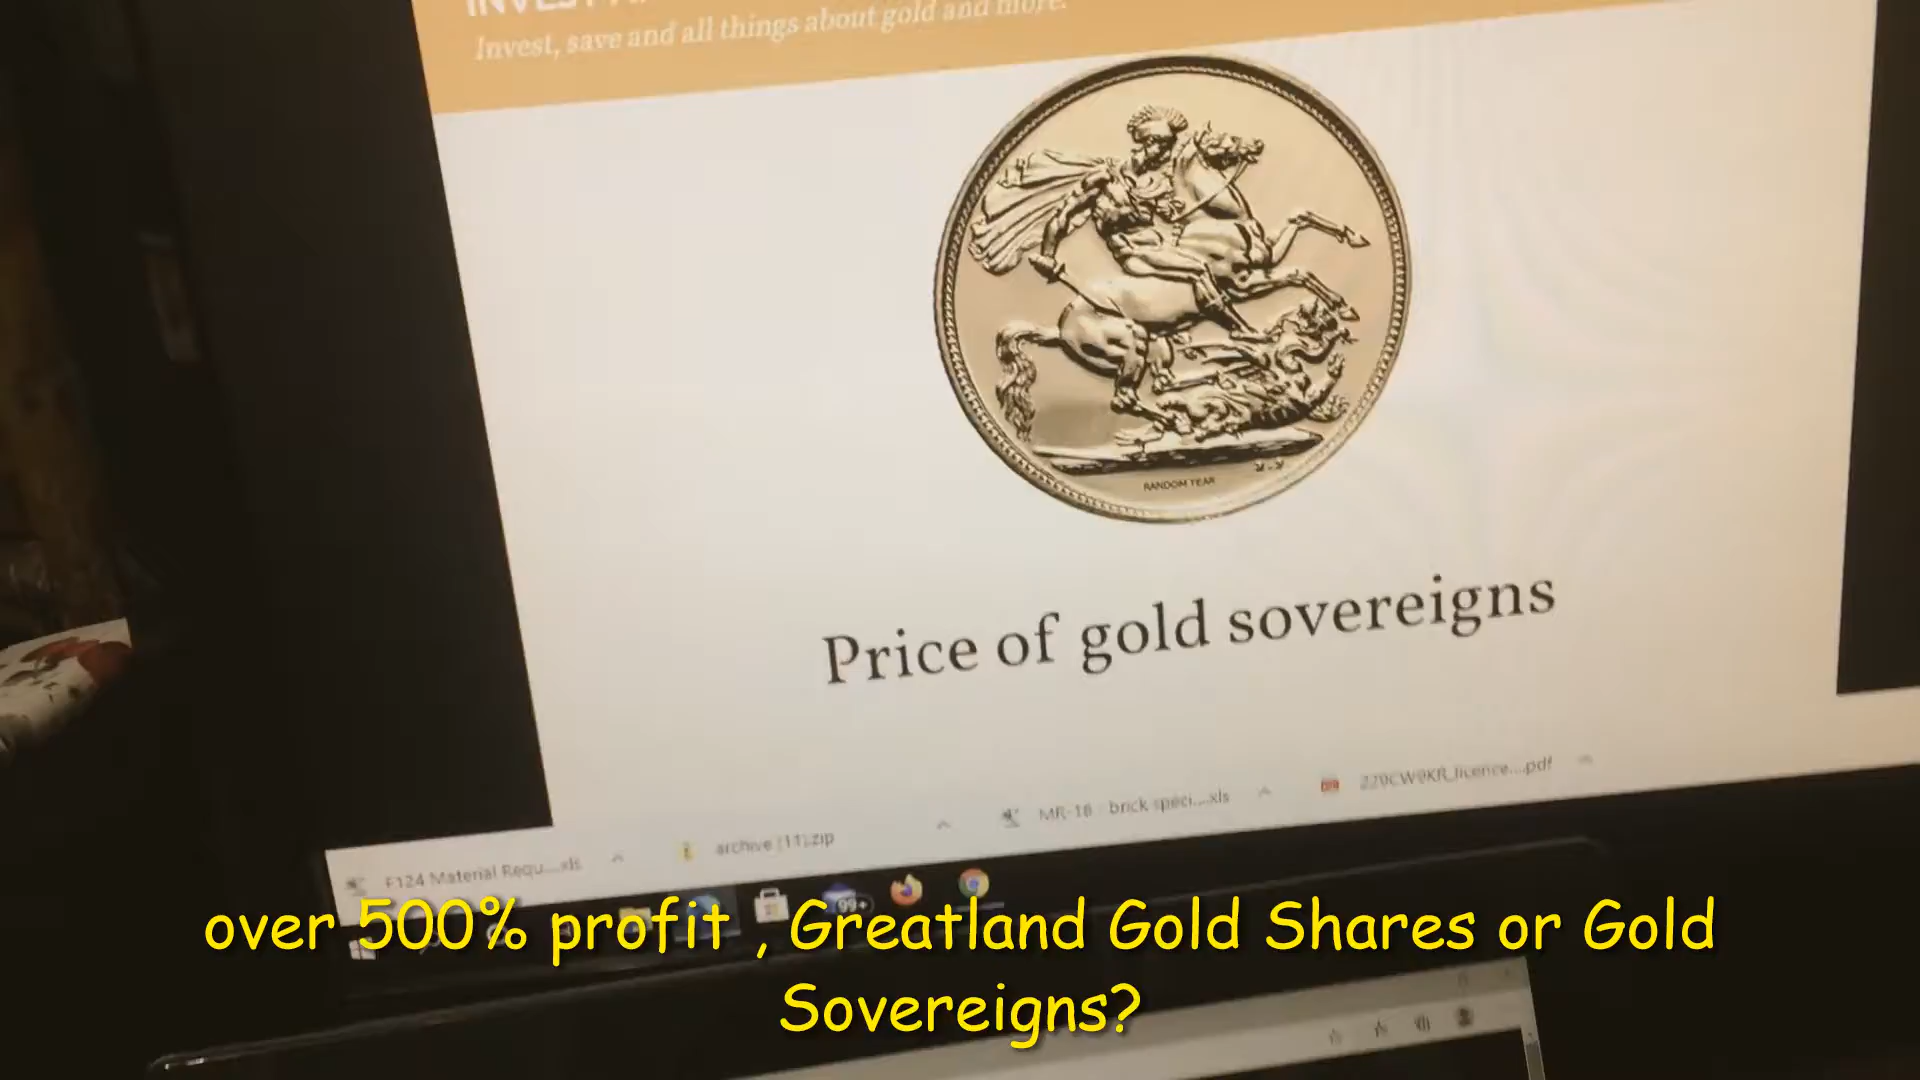 Invest, save and all things about gold and more.
RANDOM YEAR
Price of gold sovereigns
F124 Material Requ....xls
archive (11).zip
MR-18 - brick speci....xls
99+
over 500% profit , Greatland Gold Shares or Gold
Sovereigns?